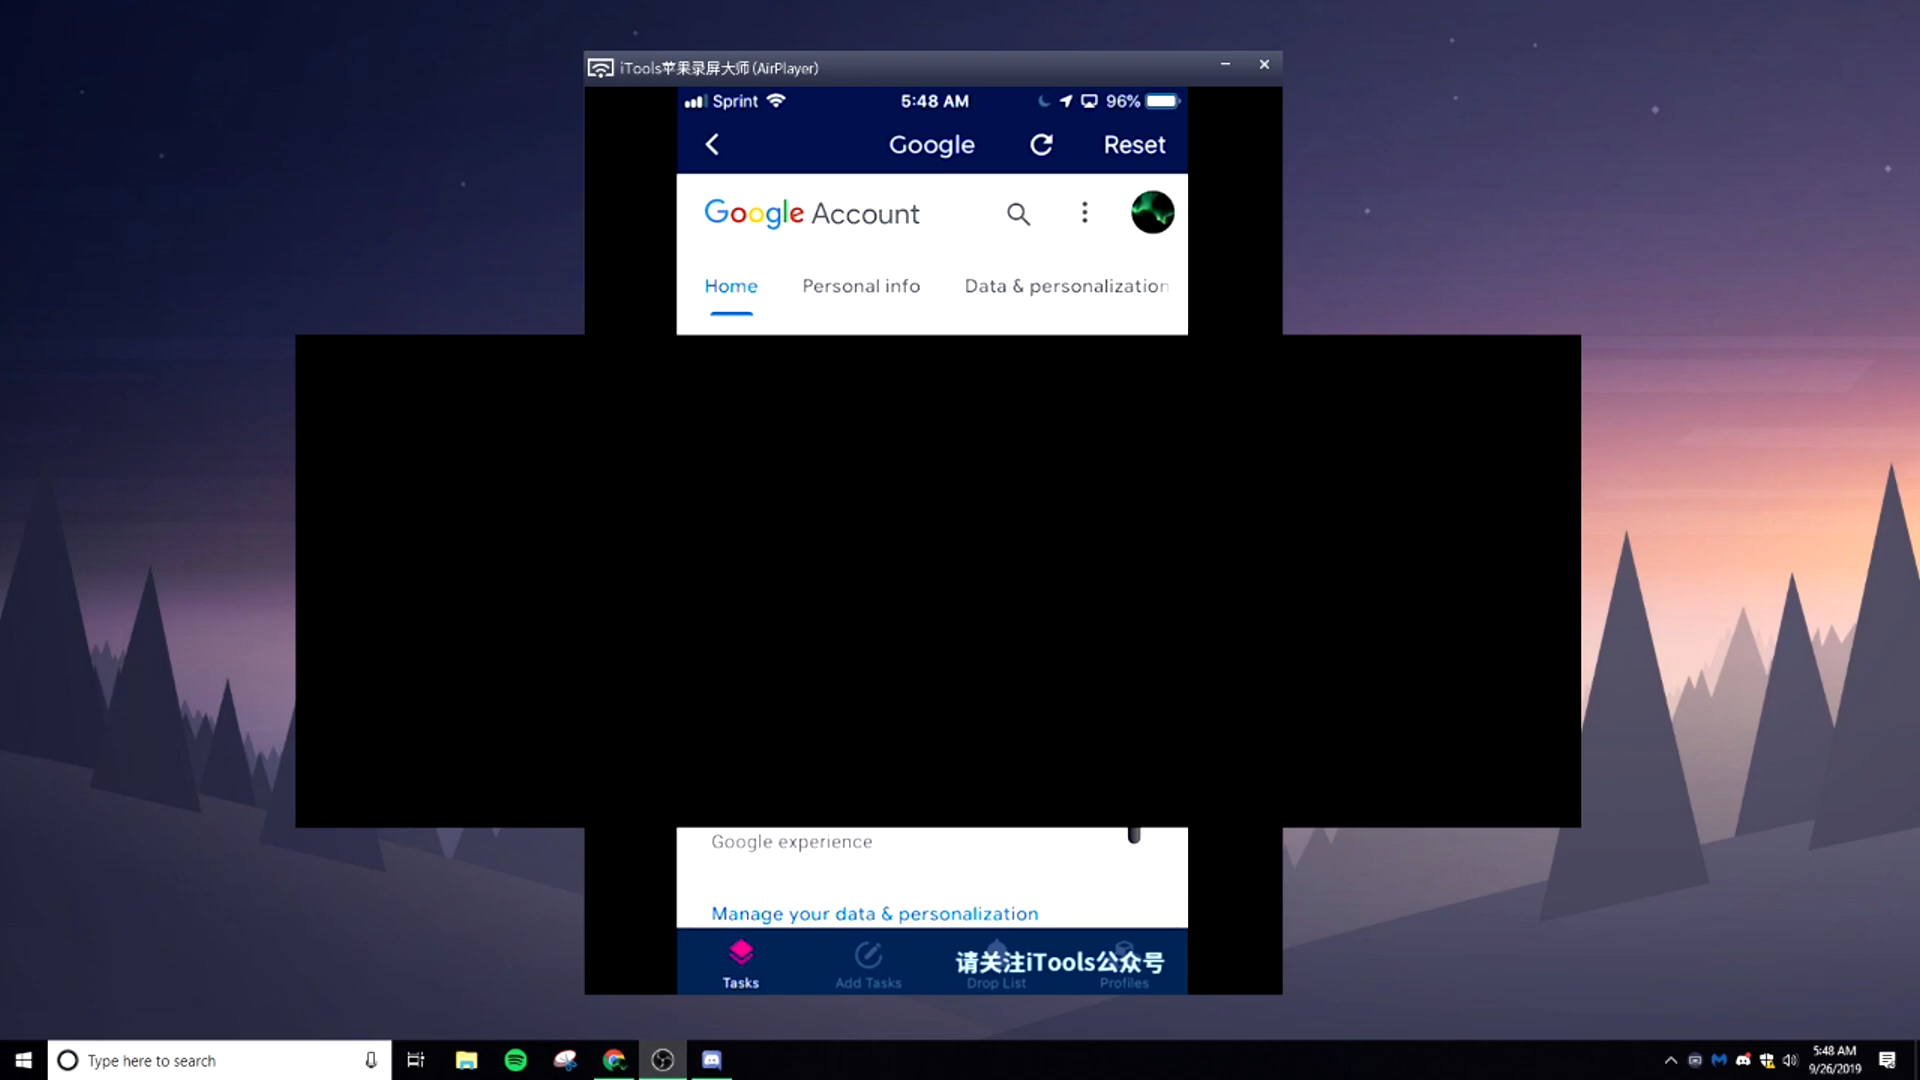 iTools苹果录屏大师(AirPlayer)
Sprint 5:48 AM 96%
Google Reset
Google Account
Home Personal info Data & personalization
Google experience
Manage your data & personalization
请关注iTools公众号
Tasks Add Tasks Drop List Profiles
Type here to search
5:48 AM
9/26/2019